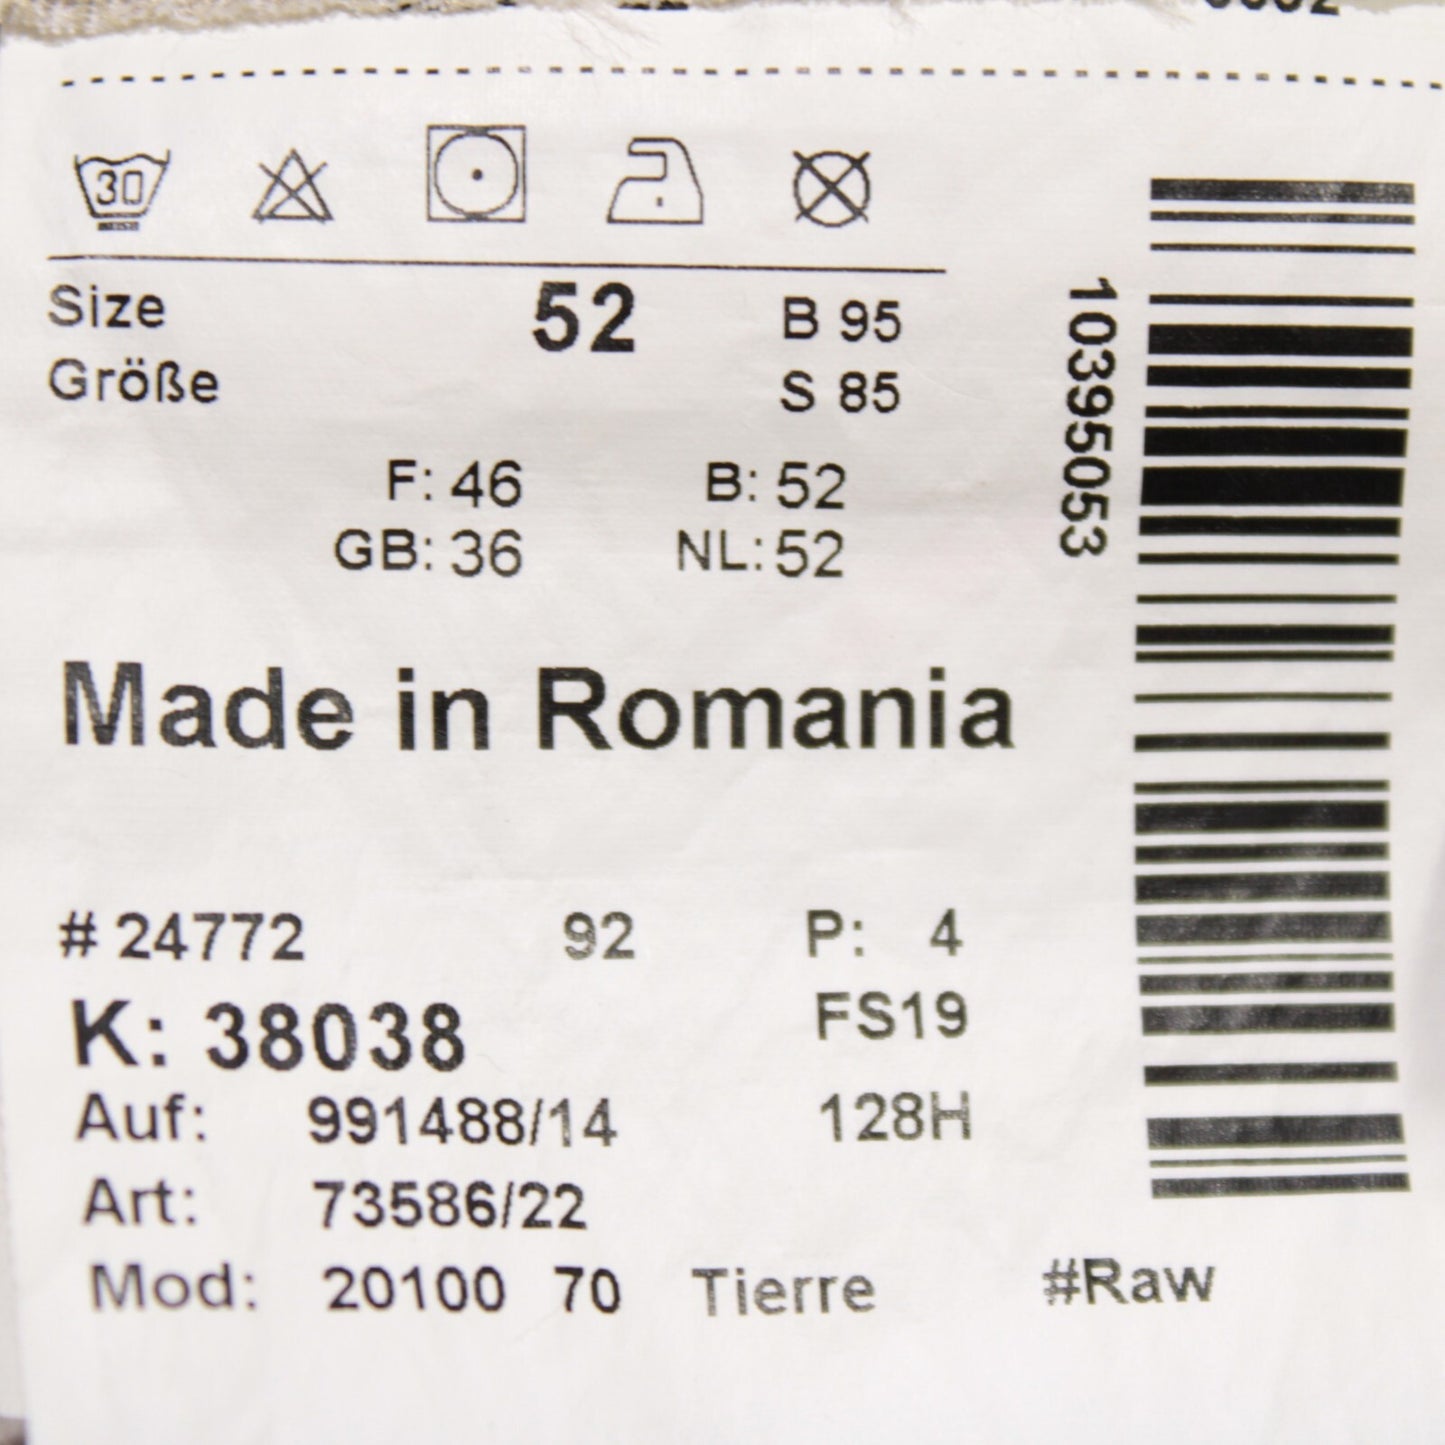 30
Size 52 B 95
Größe S 85
F: 46 B: 52
GB: 36 NL: 52
Made in Romania
# 24772 92 P: 4
K: 38038 FS19
Auf: 991488/14 128H
Art: 73586/22
Mod: 20100 70 Tierre #Raw
10395053